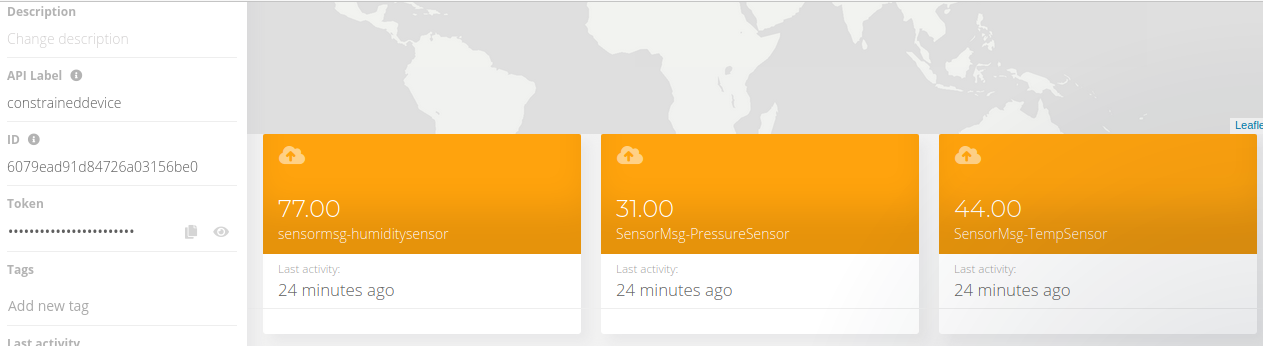 Description
Change description
API Label
constraineddevice
ID
6079ead91d84726a03156be0
Token
••••••••••••••••••••••••
Tags
Add new tag
Last activity
Leafle
77.00
sensormsg-humiditysensor
Last activity:
24 minutes ago
31.00
SensorMsg-PressureSensor
Last activity:
24 minutes ago
44.00
SensorMsg-TempSensor
Last activity:
24 minutes ago